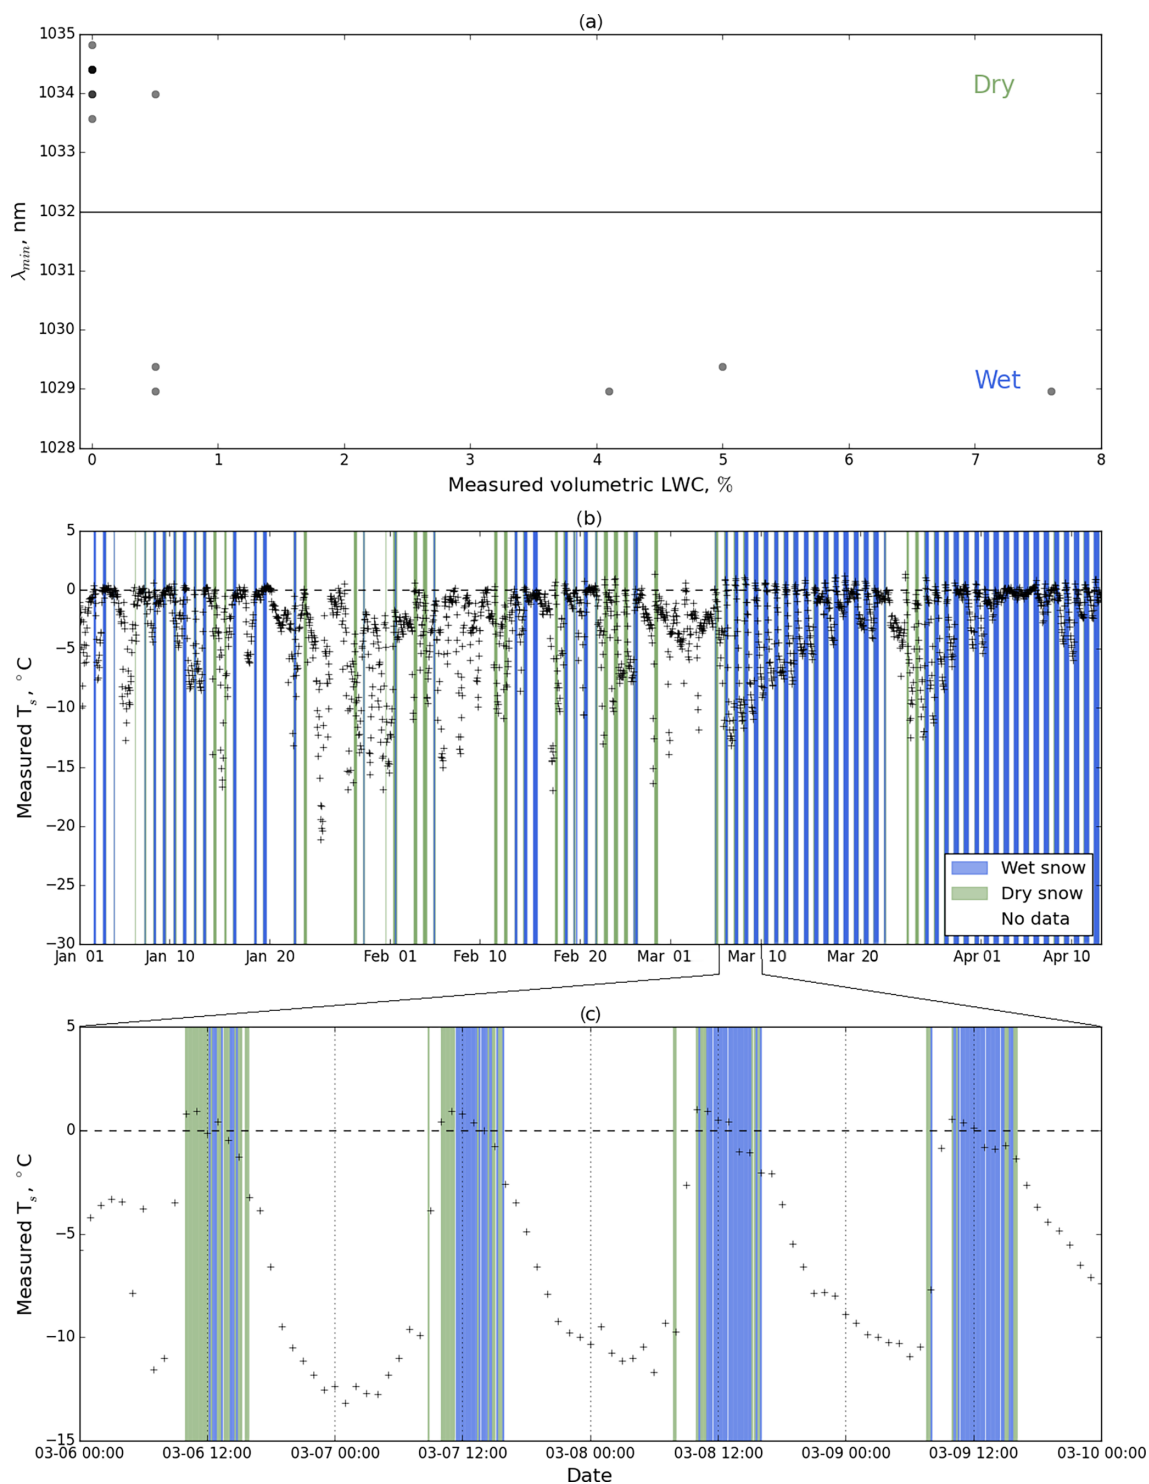 (a)
1035
1034
1033
1032
1031
1030
1029
1028
λmin, nm
Dry
Wet
0 1 2 3 4 5 6 7 8
Measured volumetric LWC, %
(b)
5
0
−5
−10
−15
−20
−25
−30
Measured Ts, °C
Wet snow
Dry snow
No data
Jan 01 Jan 10 Jan 20 Feb 01 Feb 10 Feb 20 Mar 01 Mar 10 Mar 20 Apr 01 Apr 10
(c)
5
0
−5
−10
−15
Measured Ts, °C
03-06 00:00 03-06 12:00 03-07 00:00 03-07 12:00 03-08 00:00 03-08 12:00 03-09 00:00 03-09 12:00 03-10 00:00
Date